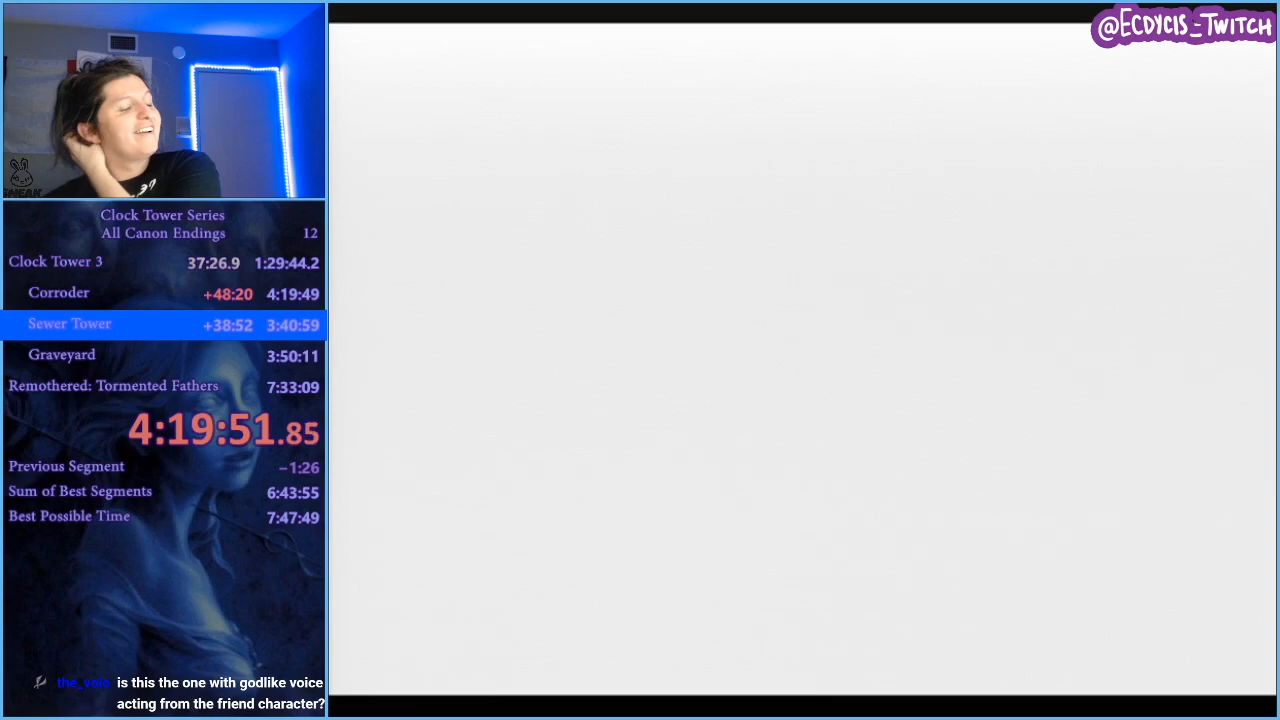 @ECDYCIS_TWITCH
SNEAK
Clock Tower Series
All Canon Endings 12
Clock Tower 3 37:26.9 1:29:44.2
Corroder +48:20 4:19:49
Sewer Tower +38:52 3:40:59
Graveyard 3:50:11
Remothered: Tormented Fathers 7:33:09
4:19:51.85
Previous Segment −1:26
Sum of Best Segments 6:43:55
Best Possible Time 7:47:49
is this the one with godlike voice
acting from the friend character?